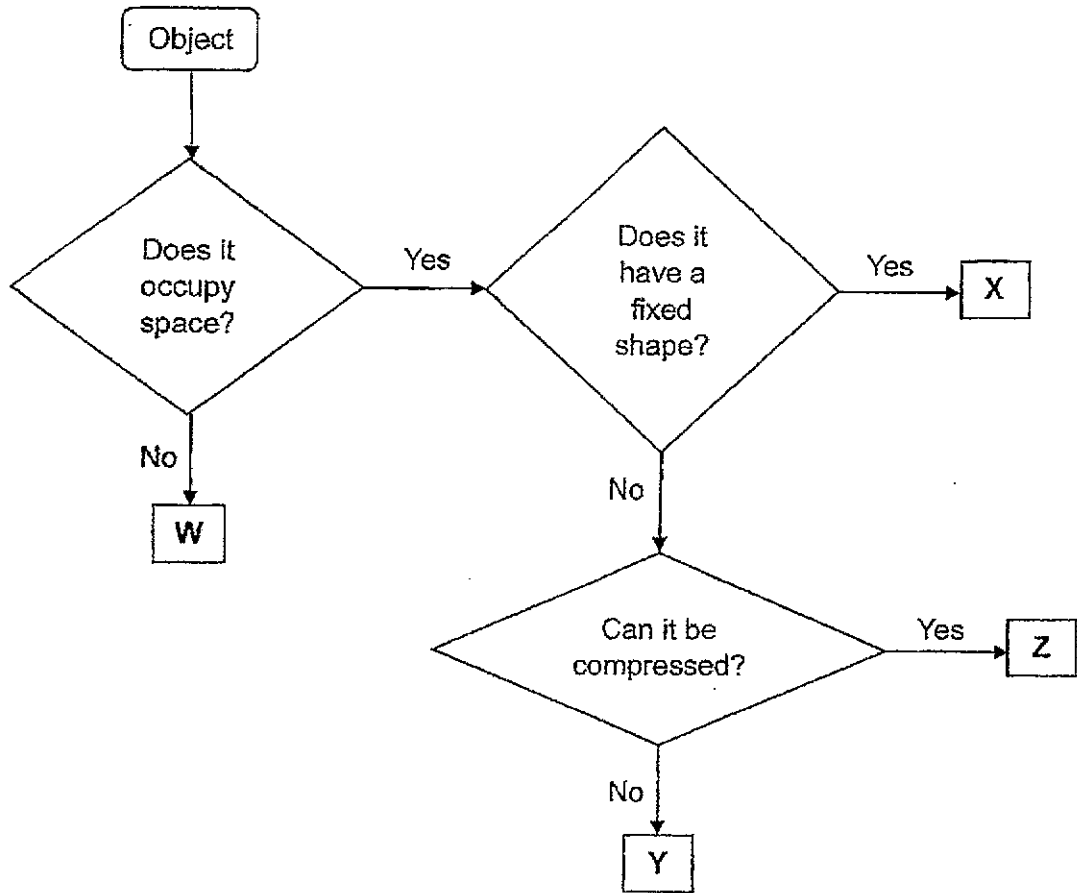 Object
Does it
occupy
space?
Yes
Does it
have a
fixed
shape?
Yes
X
No
W
No
Can it be
compressed?
Yes
Z
No
Y